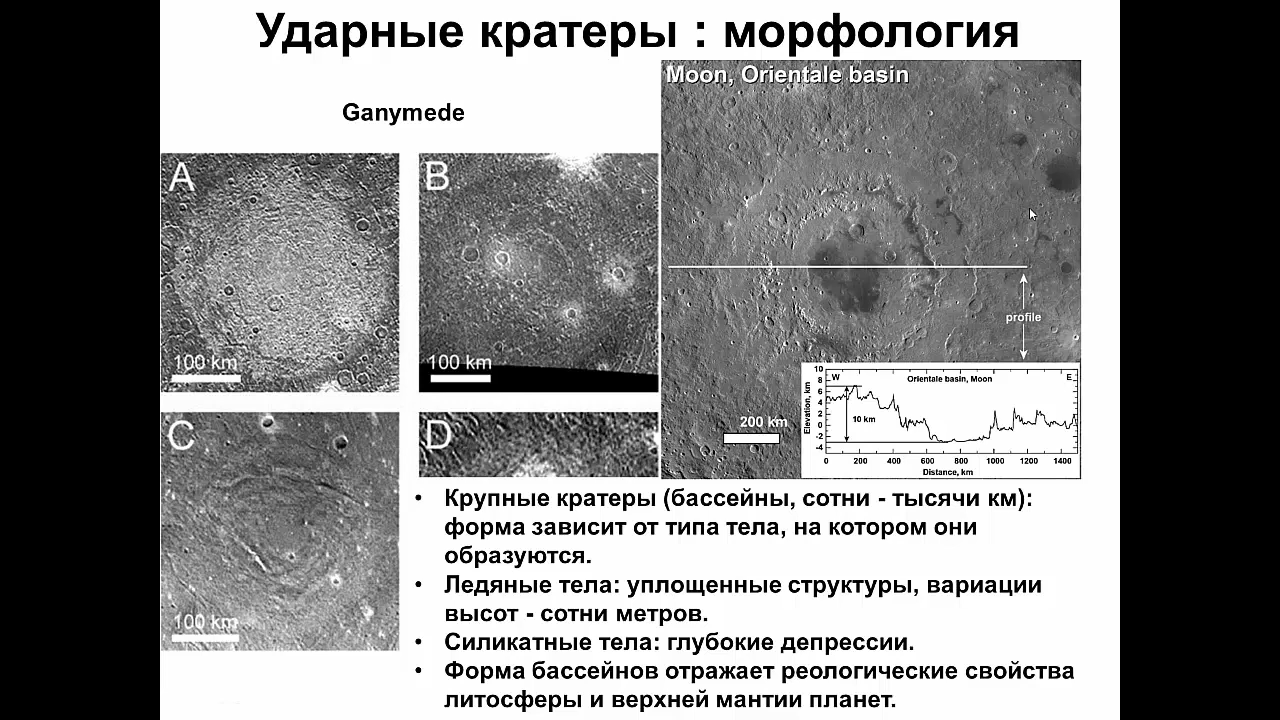 Ударные кратеры : морфология
Ganymede
Moon, Orientale basin
A
B
100 km
100 km
C
D
100 km
profile
200 km
Orientale basin, Moon
W
E
10 km
Elevation, km
10
8
6
4
2
0
-2
-4
0
200
400
600
800
1000
1200
1400
Distance, km
• Крупные кратеры (бассейны, сотни - тысячи км):
форма зависит от типа тела, на котором они
образуются.
• Ледяные тела: уплощенные структуры, вариации
высот - сотни метров.
• Силикатные тела: глубокие депрессии.
• Форма бассейнов отражает реологические свойства
литосферы и верхней мантии планет.